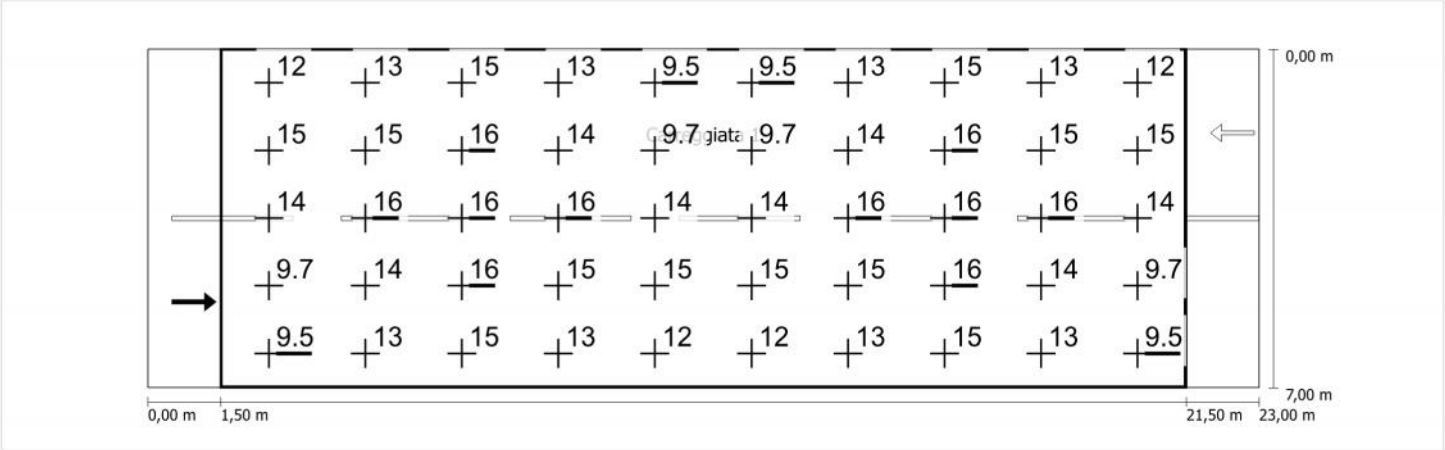 12 13 15 13 9.5 9.5 13 15 13 12
0,00 m
15 15 16 14 9.7 9.7 14 16 15 15
Carreggiata 1
14 16 16 16 14 14 16 16 16 14
9.7 14 16 15 15 15 15 16 14 9.7
9.5 13 15 13 12 12 13 15 13 9.5
7,00 m
0,00 m 1,50 m 21,50 m 23,00 m